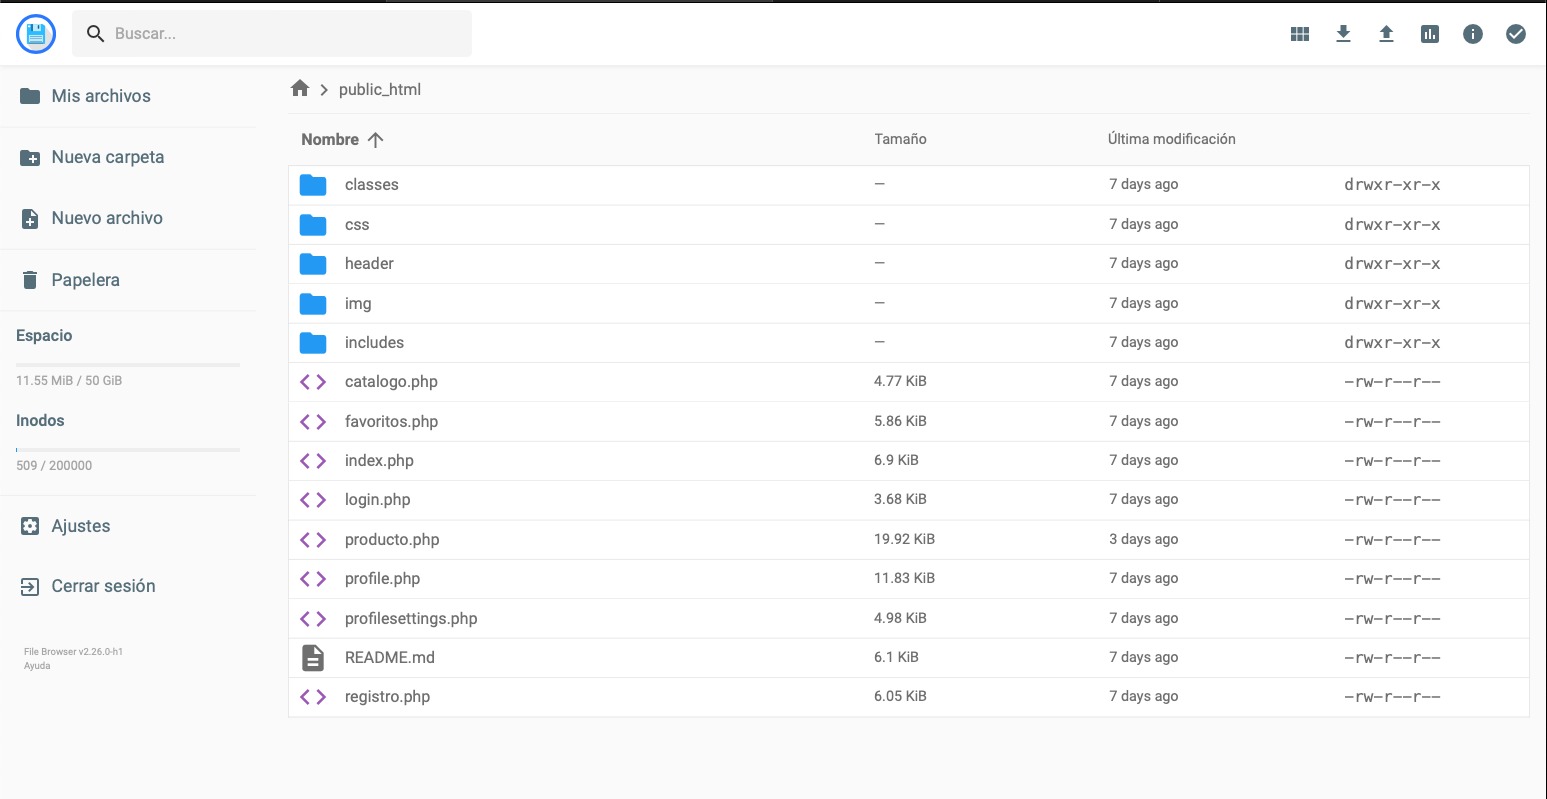 Buscar...
Mis archivos
Nueva carpeta
Nuevo archivo
Papelera
Espacio
11.55 MiB / 50 GiB
Inodos
509 / 200000
Ajustes
Cerrar sesión
File Browser v2.26.0-h1
Ayuda
public_html
Nombre Tamaño Última modificación
classes — 7 days ago drwxr-xr-x
css — 7 days ago drwxr-xr-x
header — 7 days ago drwxr-xr-x
img — 7 days ago drwxr-xr-x
includes — 7 days ago drwxr-xr-x
catalogo.php 4.77 KiB 7 days ago -rw-r--r--
favoritos.php 5.86 KiB 7 days ago -rw-r--r--
index.php 6.9 KiB 7 days ago -rw-r--r--
login.php 3.68 KiB 7 days ago -rw-r--r--
producto.php 19.92 KiB 3 days ago -rw-r--r--
profile.php 11.83 KiB 7 days ago -rw-r--r--
profilesettings.php 4.98 KiB 7 days ago -rw-r--r--
README.md 6.1 KiB 7 days ago -rw-r--r--
registro.php 6.05 KiB 7 days ago -rw-r--r--